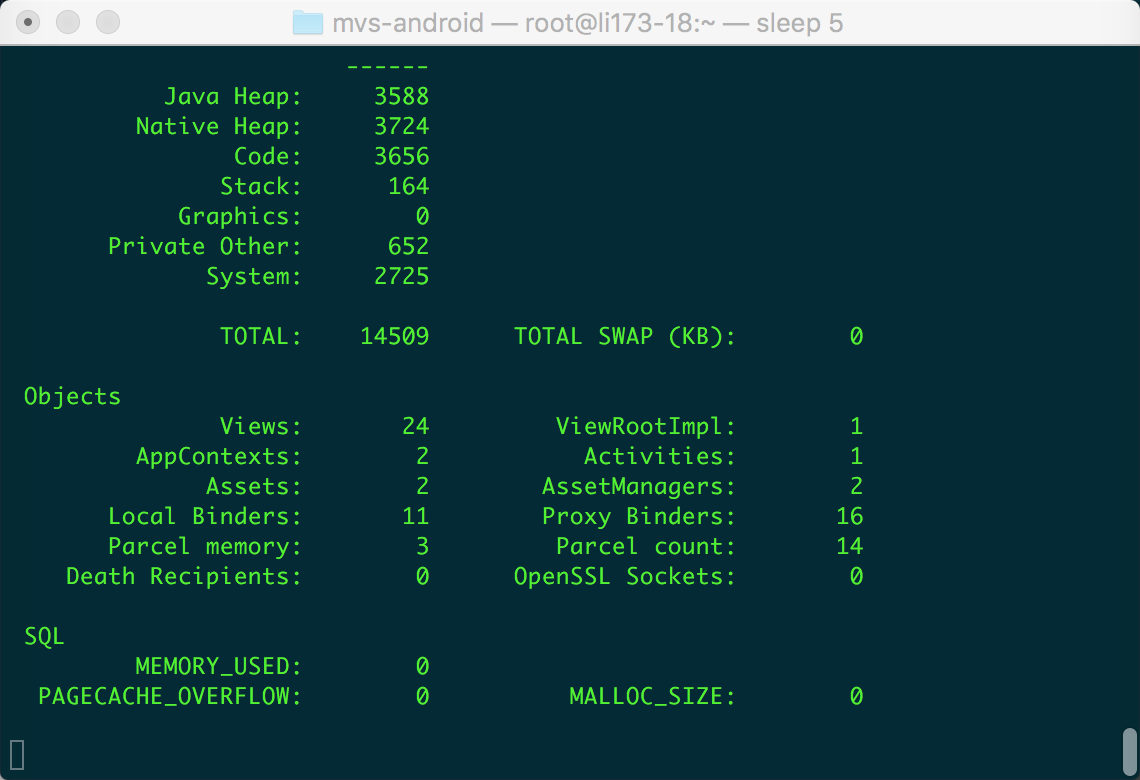 mvs-android — root@li173-18:~ — sleep 5
------
Java Heap: 3588
Native Heap: 3724
Code: 3656
Stack: 164
Graphics: 0
Private Other: 652
System: 2725
TOTAL: 14509 TOTAL SWAP (KB): 0
Objects
Views: 24 ViewRootImpl: 1
AppContexts: 2 Activities: 1
Assets: 2 AssetManagers: 2
Local Binders: 11 Proxy Binders: 16
Parcel memory: 3 Parcel count: 14
Death Recipients: 0 OpenSSL Sockets: 0
SQL
MEMORY_USED: 0
PAGECACHE_OVERFLOW: 0 MALLOC_SIZE: 0